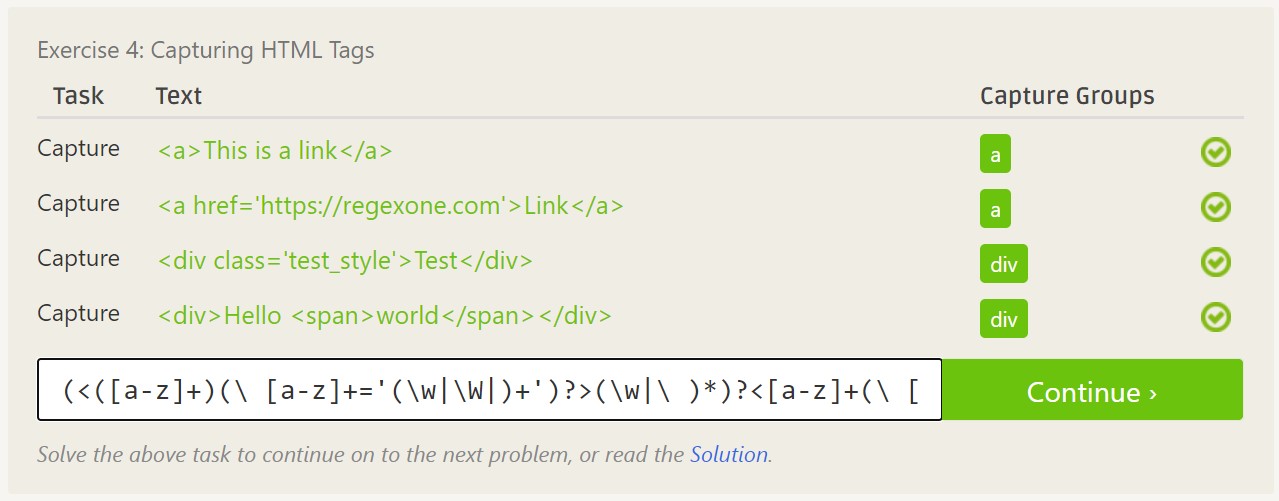 Exercise 4: Capturing HTML Tags
Task Text Capture Groups
Capture <a>This is a link</a> a
Capture <a href='https://regexone.com'>Link</a> a
Capture <div class='test_style'>Test</div> div
Capture <div>Hello <span>world</span></div> div
(<([a-z]+)(\ [a-z]+='(\w|\W|)+')?>(\w|\ )*)?<[a-z]+(\ [ Continue ›
Solve the above task to continue on to the next problem, or read the Solution.